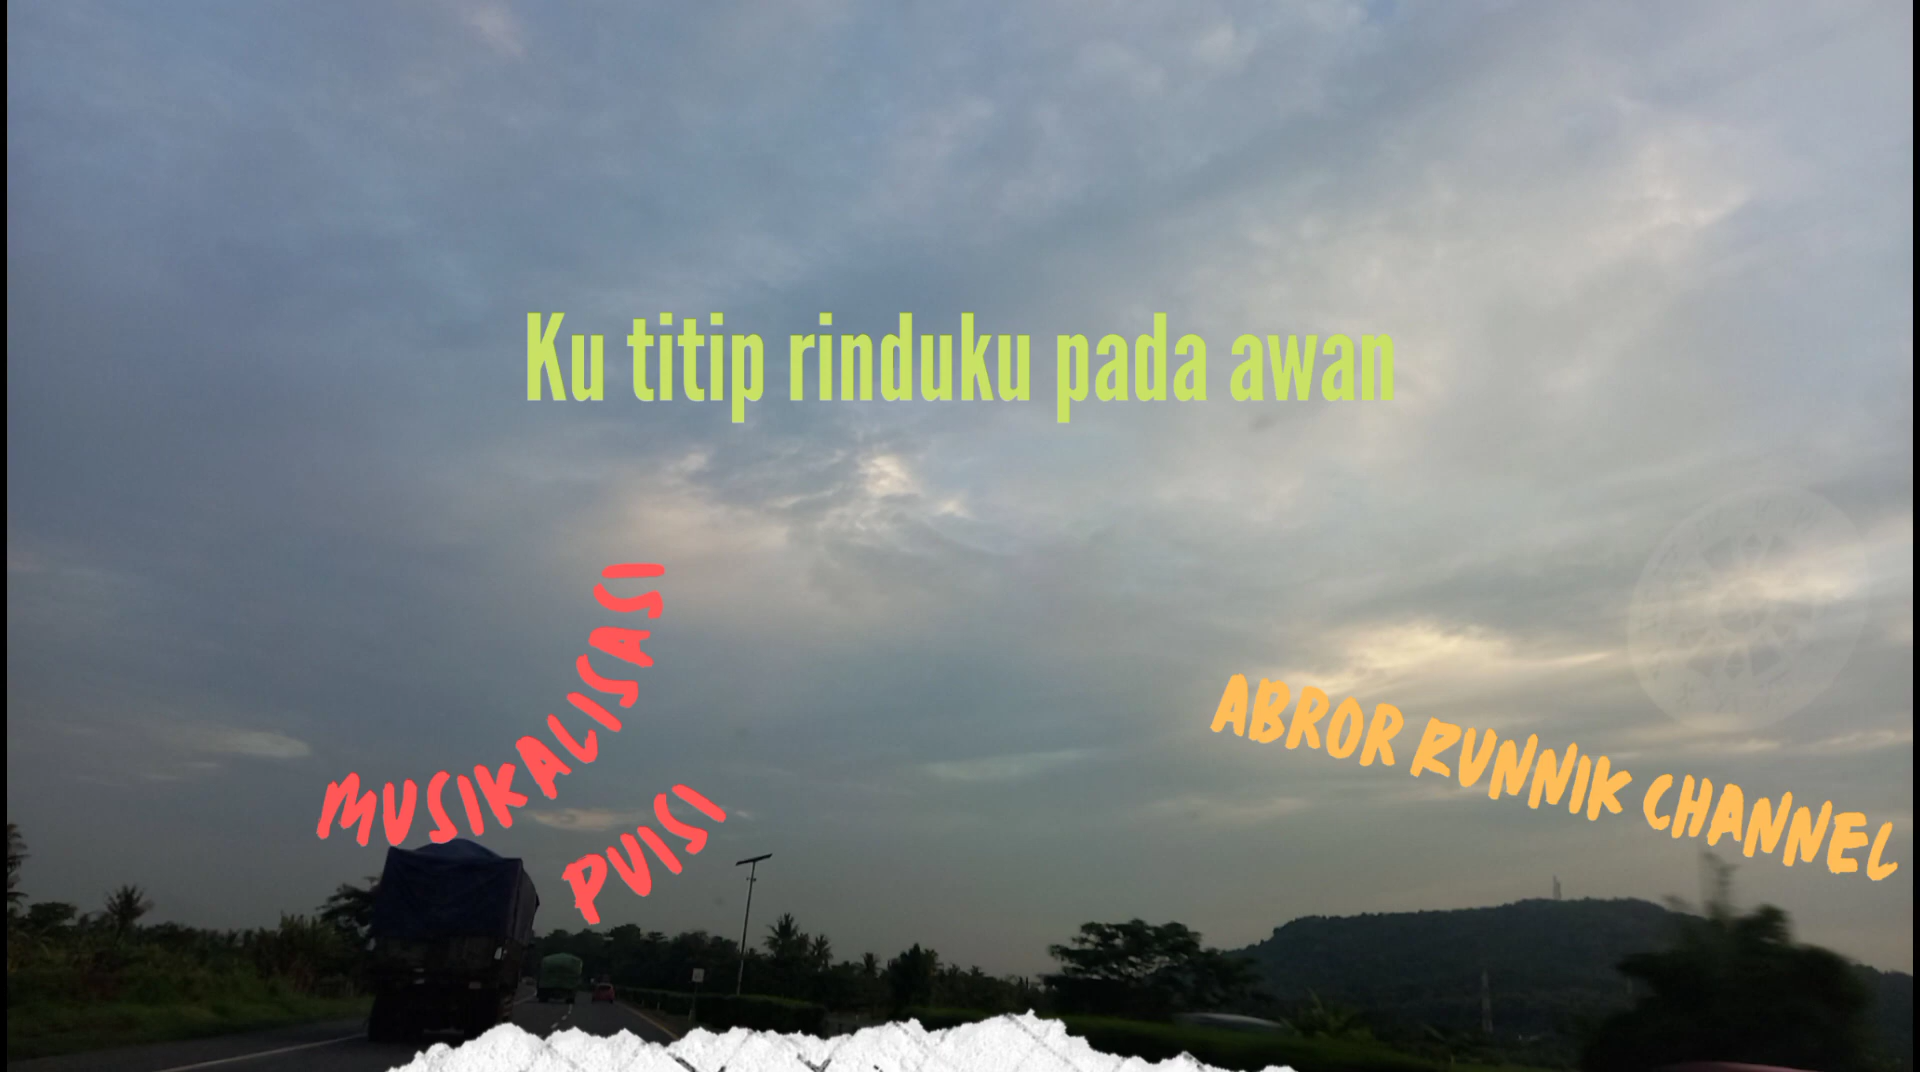 Ku titip rinduku pada awan
MUSIKALISASI
PUISI
ABROR RUNNIK CHANNEL